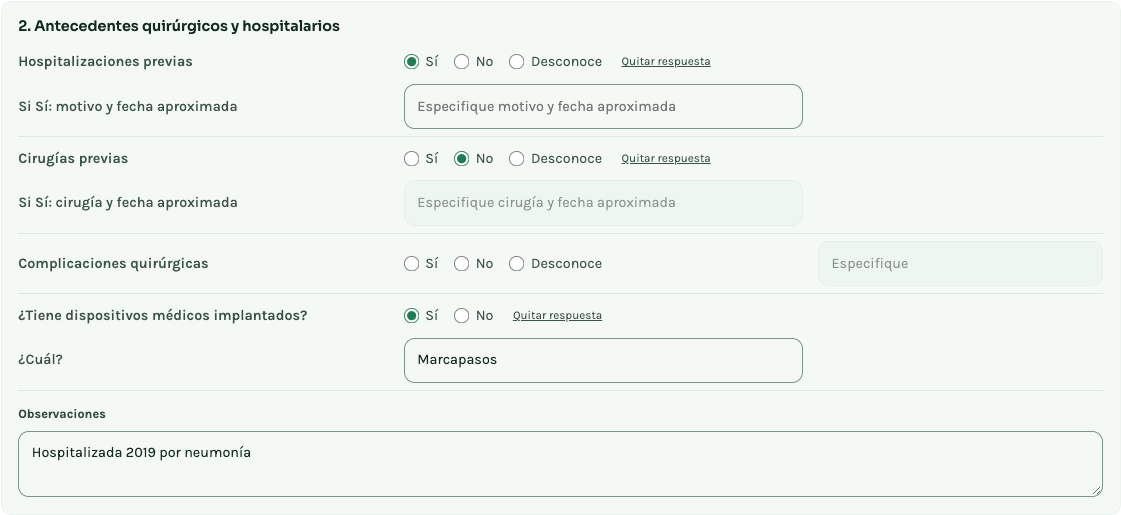 2. Antecedentes quirúrgicos y hospitalarios
Hospitalizaciones previas Sí No Desconoce Quitar respuesta
Si Sí: motivo y fecha aproximada Especifique motivo y fecha aproximada
Cirugías previas Sí No Desconoce Quitar respuesta
Si Sí: cirugía y fecha aproximada Especifique cirugía y fecha aproximada
Complicaciones quirúrgicas Sí No Desconoce Especifique
¿Tiene dispositivos médicos implantados? Sí No Quitar respuesta
¿Cuál? Marcapasos
Observaciones
Hospitalizada 2019 por neumonía